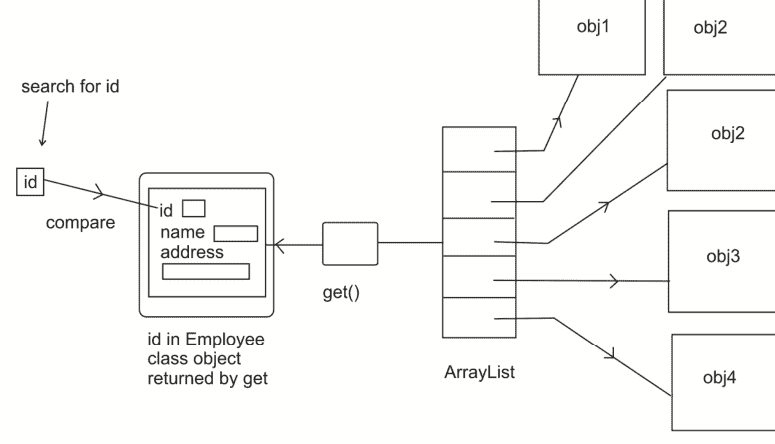 search for id
id
compare
id
name
address
id in Employee
class object
returned by get
get()
ArrayList
obj1
obj2
obj2
obj3
obj4